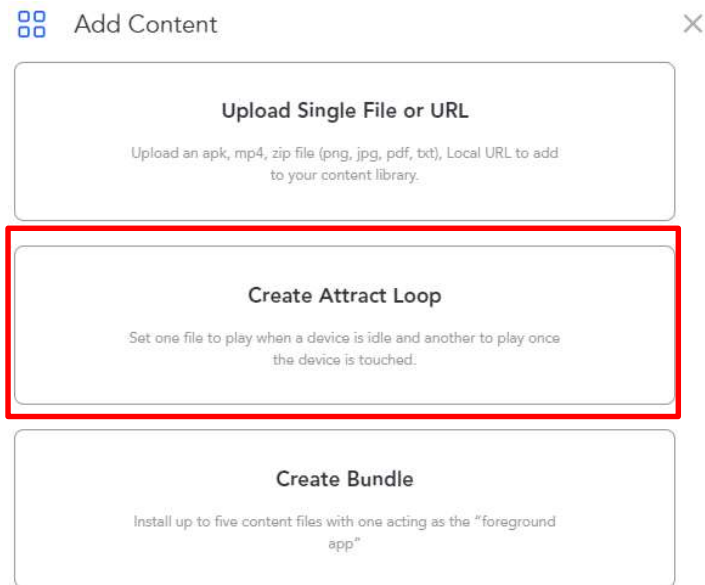 Add Content
Upload Single File or URL
Upload an apk, mp4, zip file (png, jpg, pdf, txt), Local URL to add
to your content library.
Create Attract Loop
Set one file to play when a device is idle and another to play once
the device is touched.
Create Bundle
Install up to five content files with one acting as the “foreground
app”